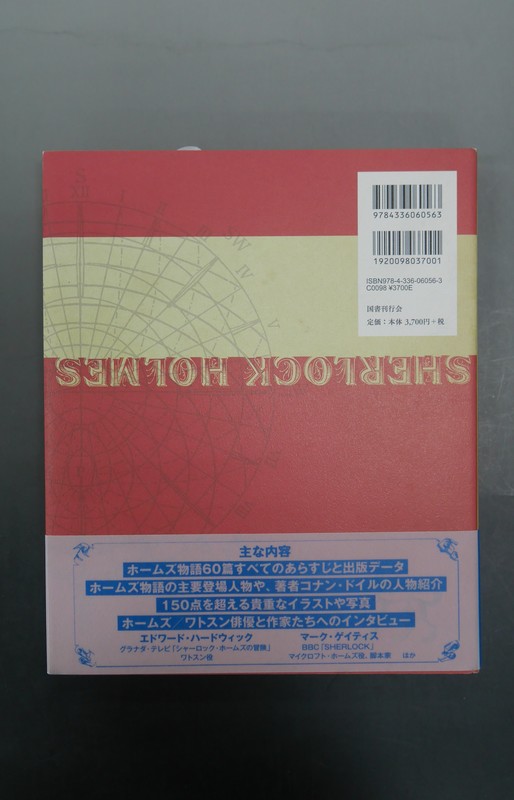 9784336060563
1920098037001
ISBN978-4-336-06056-3
C0098 ¥3700E
国書刊行会
定価：本体 3,700円+税
SHERLOCK HOLMES
主な内容
ホームズ物語60篇すべてのあらすじと出版データ
ホームズ物語の主要登場人物や、著者コナン・ドイルの人物紹介
150点を超える貴重なイラストや写真
ホームズ／ワトスン俳優と作家たちへのインタビュー
エドワード・ハードウィック
グラナダ・テレビ「シャーロック・ホームズの冒険」
ワトスン役
マーク・ゲイティス
BBC「SHERLOCK」
マイクロフト・ホームズ役、脚本家 ほか